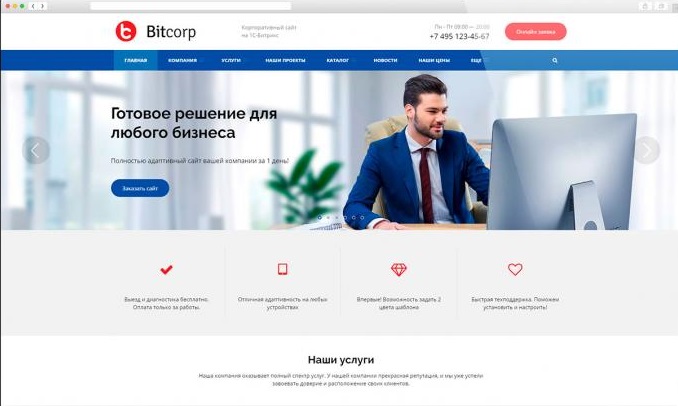 Bitcorp
Корпоративный сайт
на 1С-Битрикс
Пн - Пт 09:00 — 20:00
+7 495 123-45-67
Онлайн заявка
ГЛАВНАЯ КОМПАНИЯ УСЛУГИ НАШИ ПРОЕКТЫ КАТАЛОГ НОВОСТИ НАШИ ЦЕНЫ ЕЩЕ
Готовое решение для
любого бизнеса
Полностью адаптивный сайт вашей компании за 1 день!
Заказать сайт
Выезд и диагностика бесплатно.
Оплата только за работы.
Отличная адаптивность на любых
устройствах
Впервые! Возможность задать 2
цвета шаблона
Быстрая техподдержка. Поможем
установить и настроить!
Наши услуги
Наша компания оказывает полный спектр услуг. У нашей компании прекрасная репутация, и мы уже успели
завоевать доверие и расположение своих клиентов.